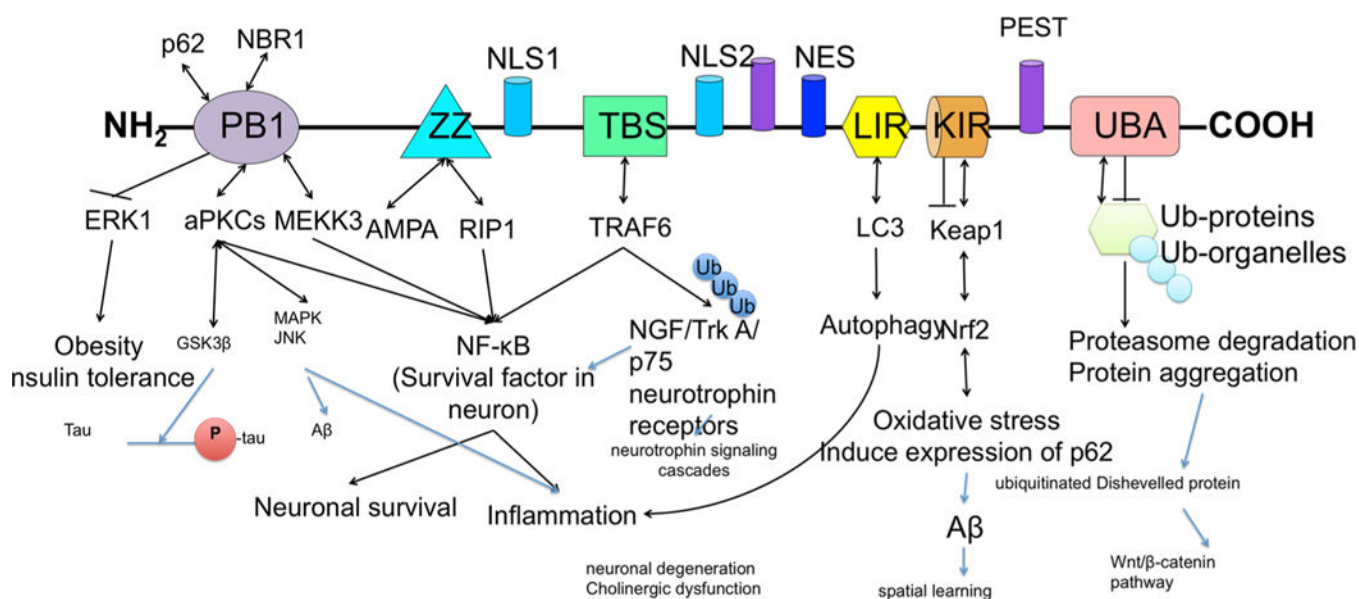 p62
NBR1
NLS1
NLS2
NES
PEST
NH2
PB1
ZZ
TBS
LIR
KIR
UBA
COOH
ERK1
aPKCs
MEKK3
AMPA
RIP1
TRAF6
LC3
Keap1
Ub-proteins
Ub-organelles
Ub
Ub
Ub
Obesity
nsulin tolerance
GSK3β
MAPK
JNK
NF-κB
(Survival factor in
neuron)
NGF/Trk A/
p75
neurotrophin
receptors
Autophagy
Nrf2
Proteasome degradation
Protein aggregation
Tau
P
-tau
Aβ
neurotrophin signaling
cascades
Oxidative stress
Induce expression of p62
ubiquitinated Dishevelled protein
Neuronal survival
Inflammation
Aβ
neuronal degeneration
Cholinergic dysfunction
spatial learning
Wnt/β-catenin
pathway